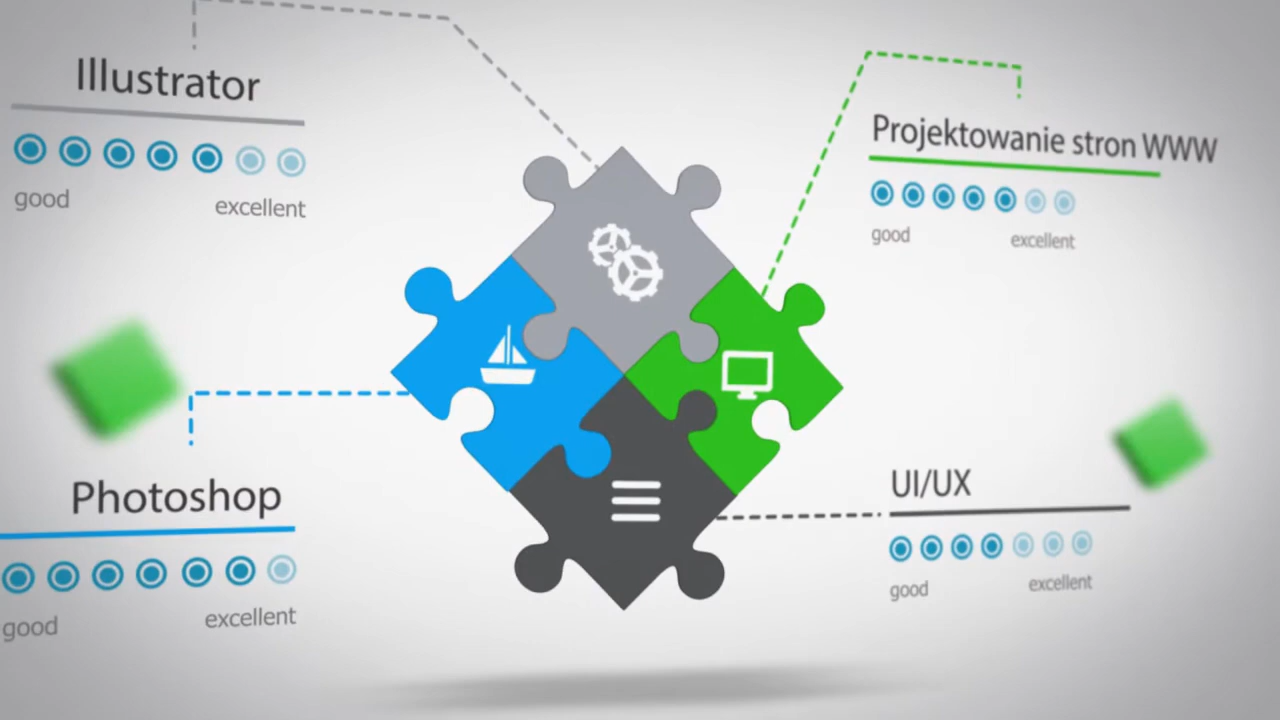 Illustrator
good excellent
Projektowanie stron WWW
good excellent
Photoshop
good excellent
UI/UX
good excellent